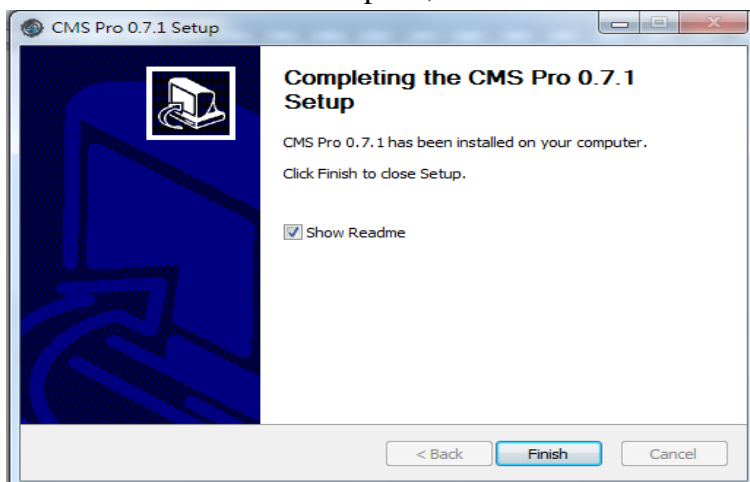 CMS Pro 0.7.1 Setup
Completing the CMS Pro 0.7.1
Setup
CMS Pro 0.7.1 has been installed on your computer.
Click Finish to close Setup.
Show Readme
< Back Finish Cancel